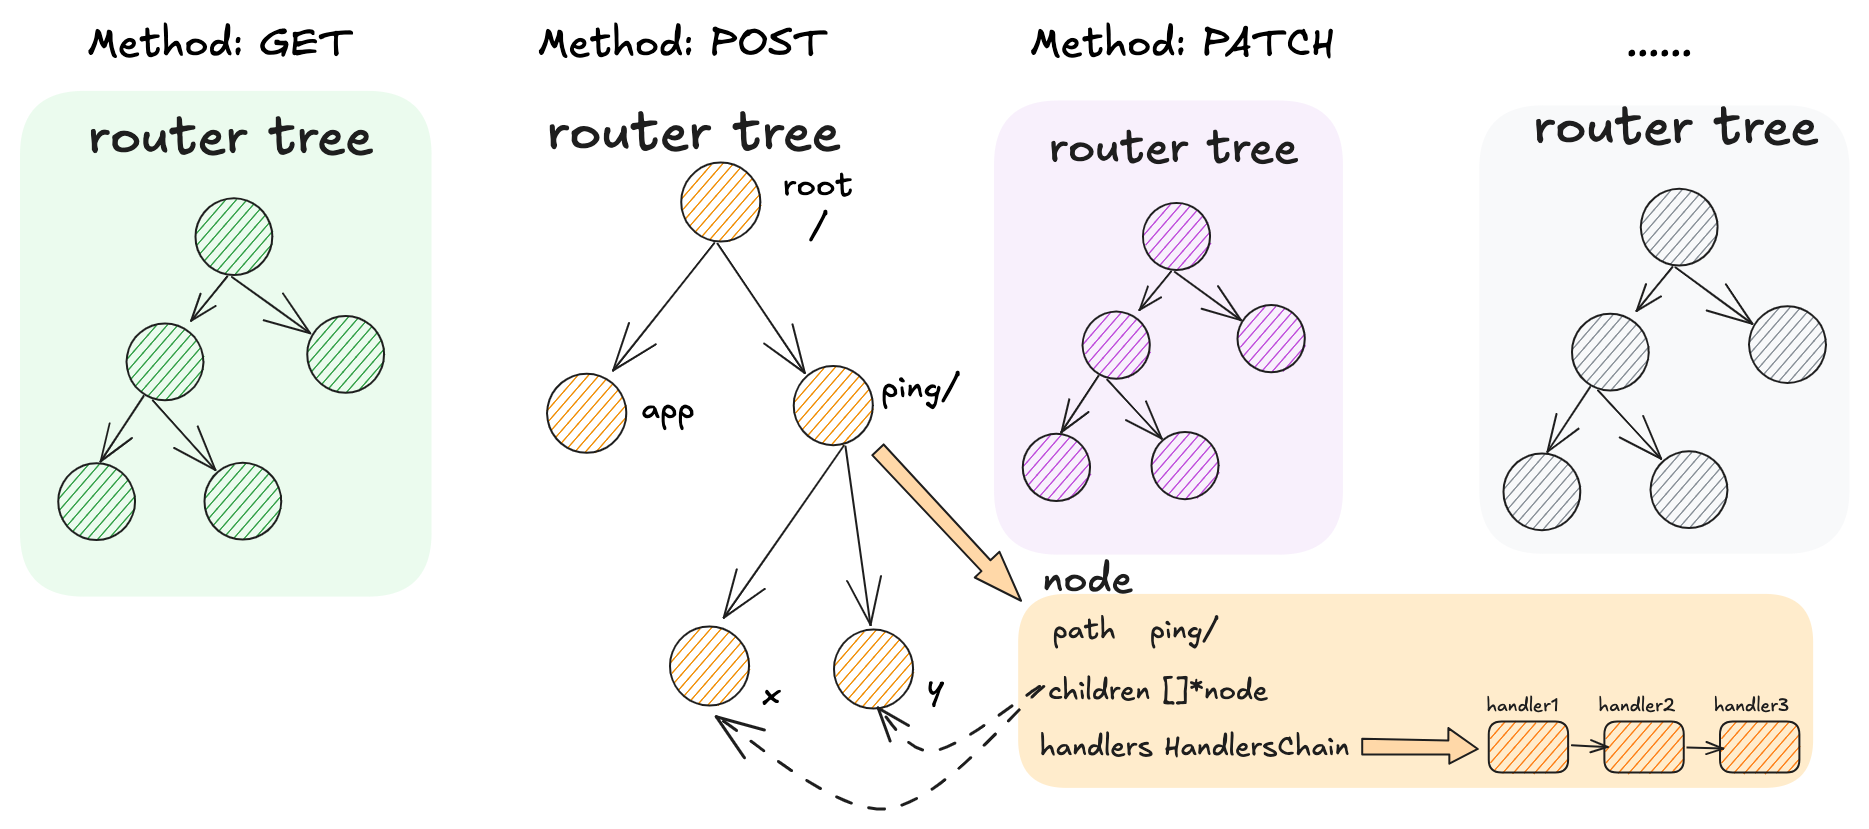 Method: GET
Method: POST
Method: PATCH
......
router tree
router tree
router tree
router tree
root
/
app
ping/
x
y
node
path ping/
children []*node
handlers HandlersChain
handler1
handler2
handler3